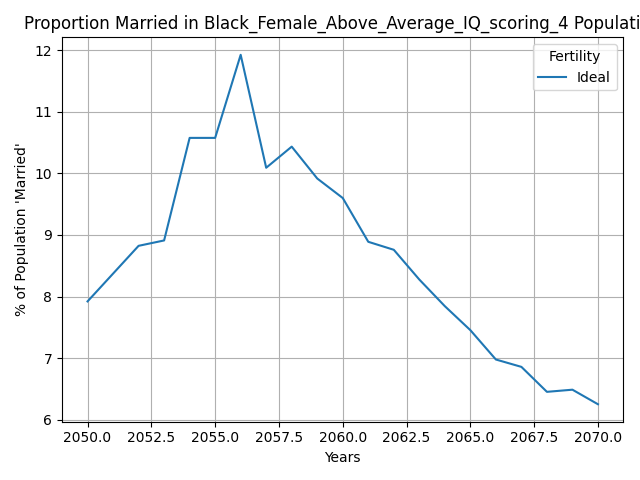 Proportion Married in Black_Female_Above_Average_IQ_scoring_4 Populati
Fertility
Ideal
% of Population 'Married'
12
11
10
9
8
7
6
2050.0 2052.5 2055.0 2057.5 2060.0 2062.5 2065.0 2067.5 2070.0
Years